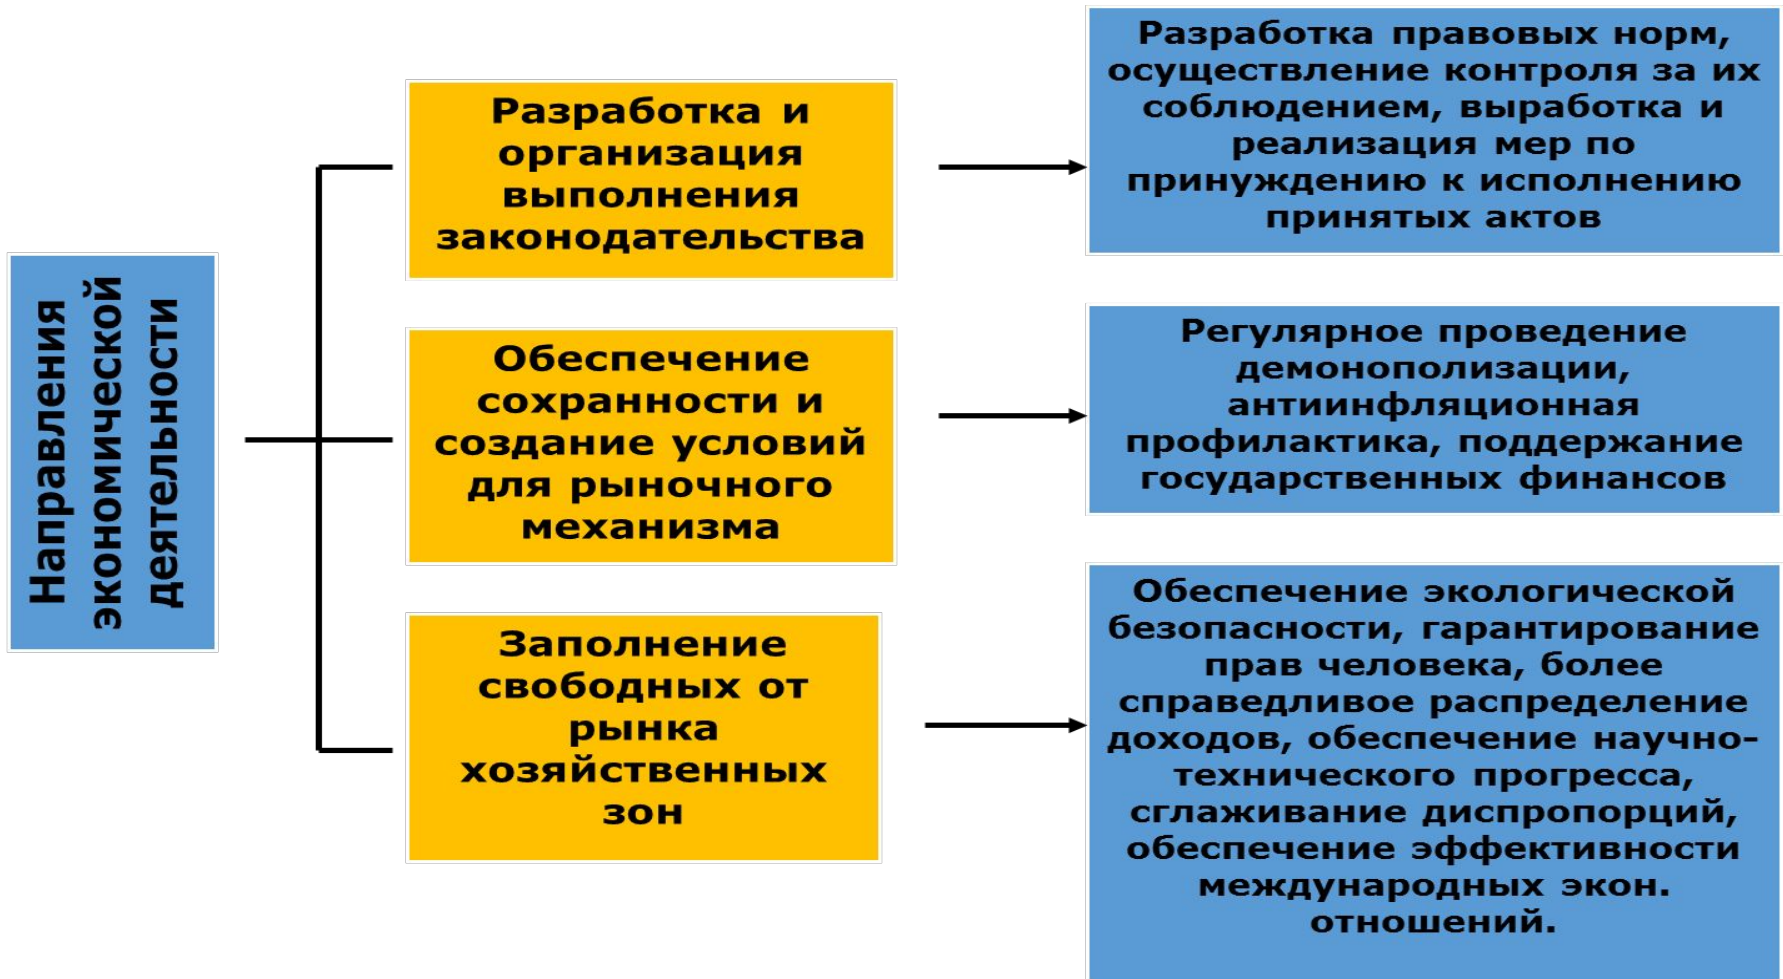 Направления
экономической
деятельности
Разработка и
организация
выполнения
законодательства
Разработка правовых норм,
осуществление контроля за их
соблюдением, выработка и
реализация мер по
принуждению к исполнению
принятых актов
Обеспечение
сохранности и
создание условий
для рыночного
механизма
Регулярное проведение
демонополизации,
антиинфляционная
профилактика, поддержание
государственных финансов
Заполнение
свободных от
рынка
хозяйственных
зон
Обеспечение экологической
безопасности, гарантирование
прав человека, более
справедливое распределение
доходов, обеспечение научно-
технического прогресса,
сглаживание диспропорций,
обеспечение эффективности
международных экон.
отношений.